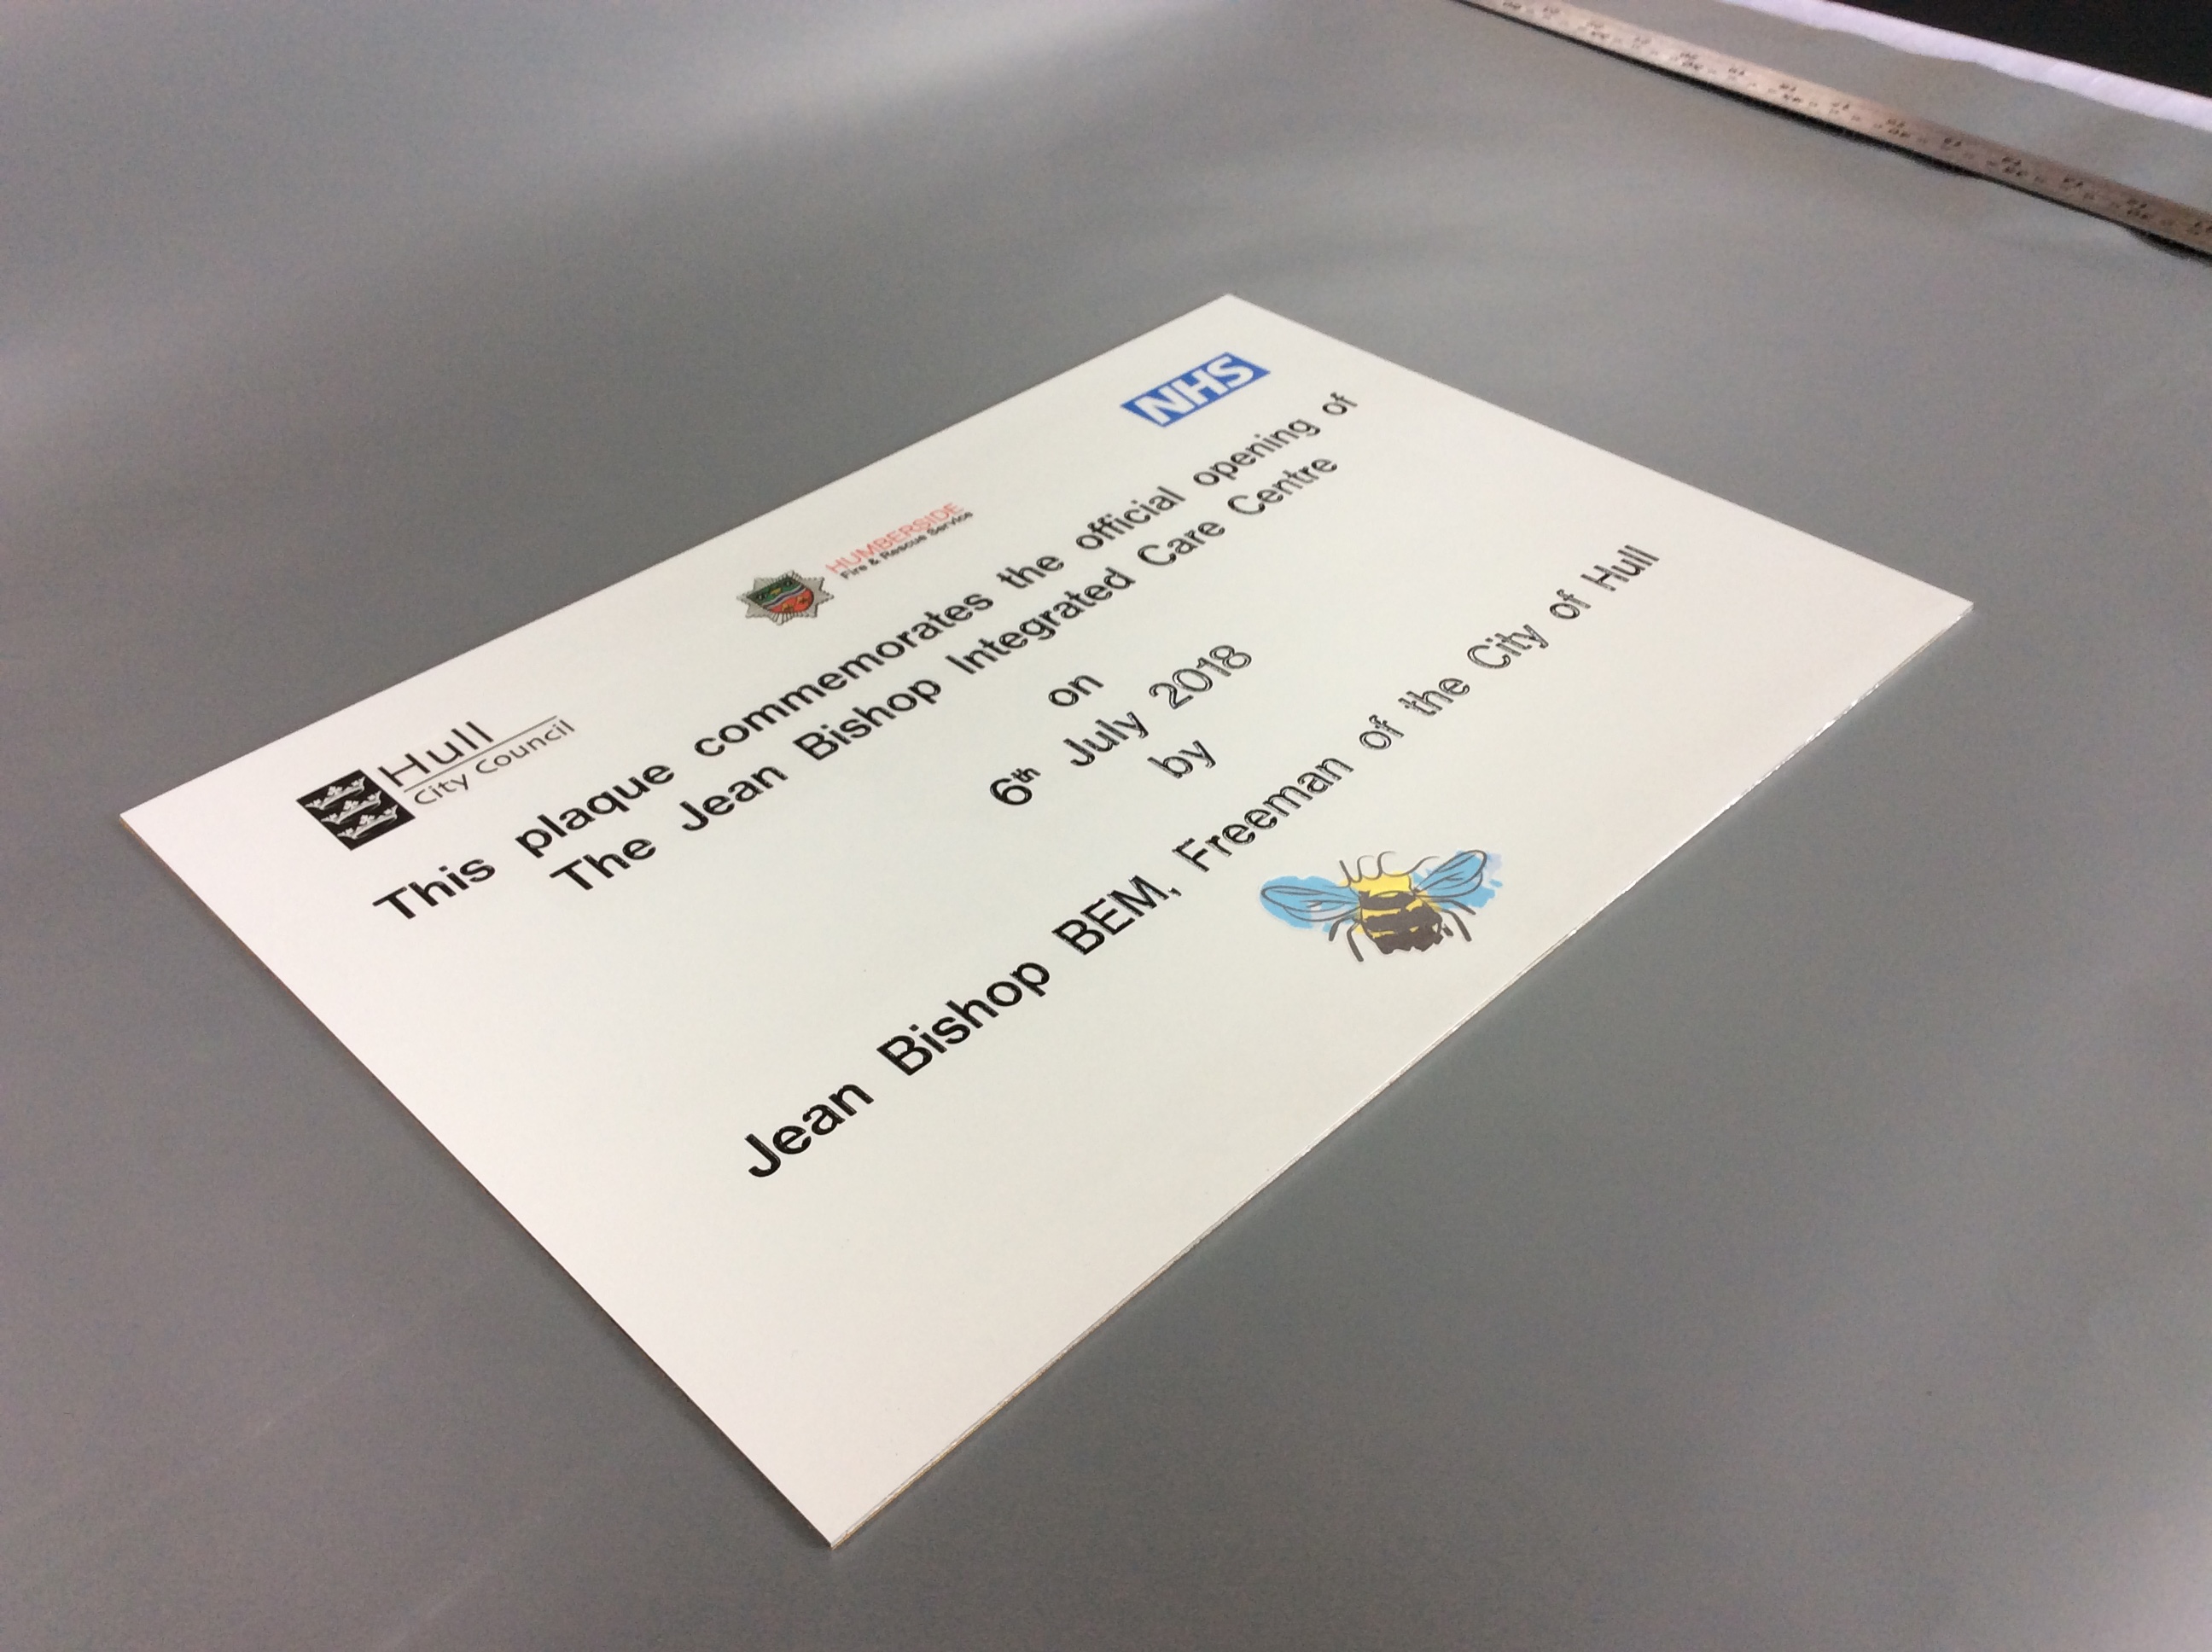 Hull
City Council
HUMBERSIDE
Fire & Rescue Service
NHS
This plaque commemorates the official opening of
The Jean Bishop Integrated Care Centre
on
6th July 2018
by
Jean Bishop BEM, Freeman of the City of Hull